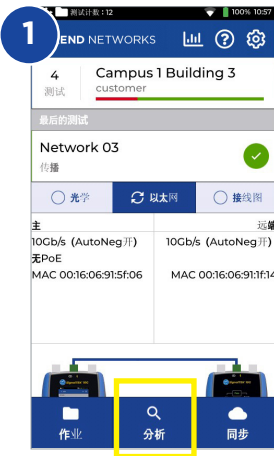 测试计数：12 100% 10:57
1
END NETWORKS
4 Campus 1 Building 3
测试 customer
最后的测试
Network 03
传播
光学 以太网 接线图
主 远端
10Gb/s (AutoNeg开) 10Gb/s (AutoNeg开)
无PoE
MAC 00:16:06:91:5f:06 MAC 00:16:06:91:1f:14
作业 分析 同步